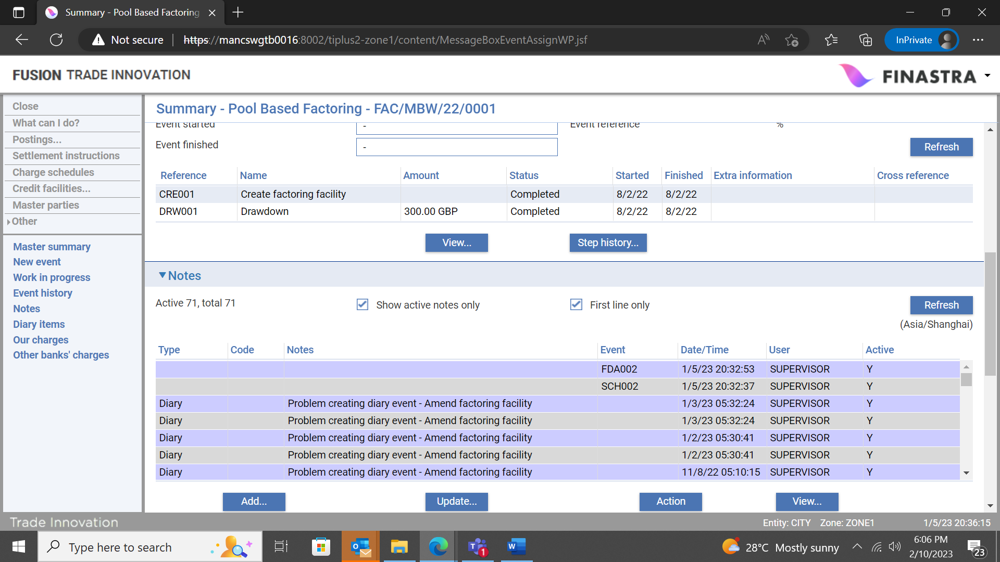 Summary - Pool Based Factoring
Not secure
https://mancswgtb0016:8002/tiplus2-zone1/content/MessageBoxEventAssignWP.jsf
InPrivate
FUSION TRADE INNOVATION
FINASTRA
Close
What can I do?
Postings...
Settlement instructions
Charge schedules
Credit facilities...
Master parties
Other
Master summary
New event
Work in progress
Event history
Notes
Diary items
Our charges
Other banks' charges
Summary - Pool Based Factoring - FAC/MBW/22/0001
Event started - Event reference %
Event finished - Refresh
Reference Name Amount Status Started Finished Extra information Cross reference
CRE001 Create factoring facility Completed 8/2/22 8/2/22
DRW001 Drawdown 300.00 GBP Completed 8/2/22 8/2/22
View... Step history...
Notes
Active 71, total 71 Show active notes only First line only Refresh
(Asia/Shanghai)
Type Code Notes Event Date/Time User Active
FDA002 1/5/23 20:32:53 SUPERVISOR Y
SCH002 1/5/23 20:32:37 SUPERVISOR Y
Diary Problem creating diary event - Amend factoring facility 1/3/23 05:32:24 SUPERVISOR Y
Diary Problem creating diary event - Amend factoring facility 1/3/23 05:32:24 SUPERVISOR Y
Diary Problem creating diary event - Amend factoring facility 1/2/23 05:30:41 SUPERVISOR Y
Diary Problem creating diary event - Amend factoring facility 1/2/23 05:30:41 SUPERVISOR Y
Diary Problem creating diary event - Amend factoring facility 11/8/22 05:10:15 SUPERVISOR Y
Add... Update... Action View...
Trade Innovation Entity: CITY Zone: ZONE1 1/5/23 20:36:15
Type here to search
1
28°C Mostly sunny
6:06 PM
2/10/2023
23